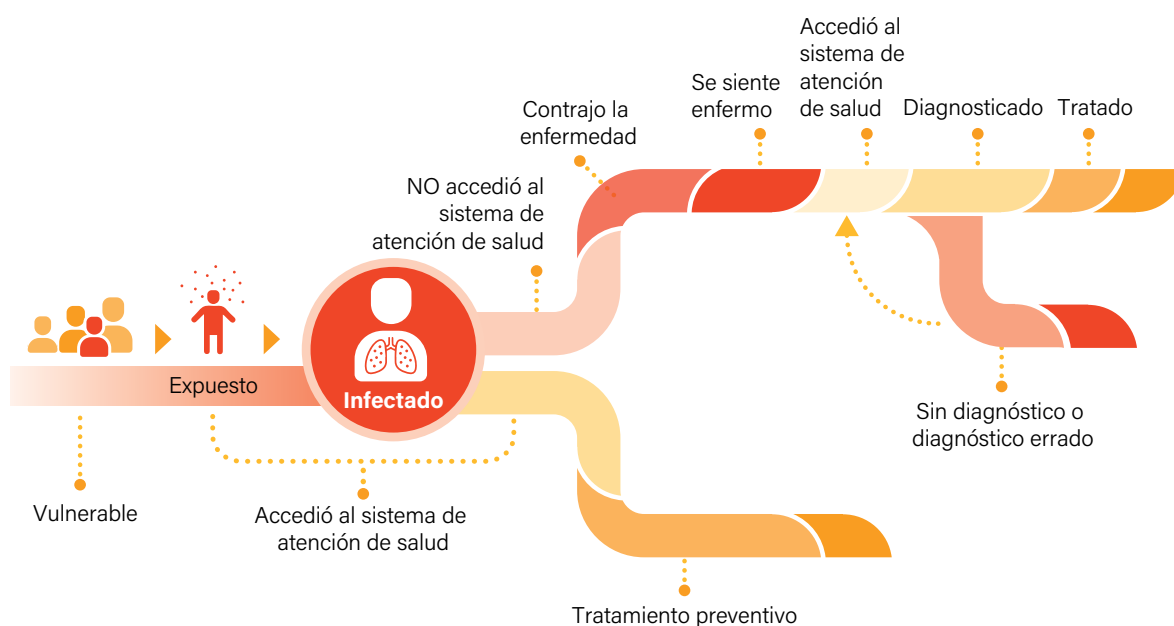 Vulnerable
Expuesto
Infectado
Accedió al sistema de
atención de salud
NO accedió al
sistema de
atención de salud
Contrajo la
enfermedad
Se siente
enfermo
Accedió al
sistema de
atención
de salud
Diagnosticado
Tratado
Sin diagnóstico o
diagnóstico errado
Tratamiento preventivo